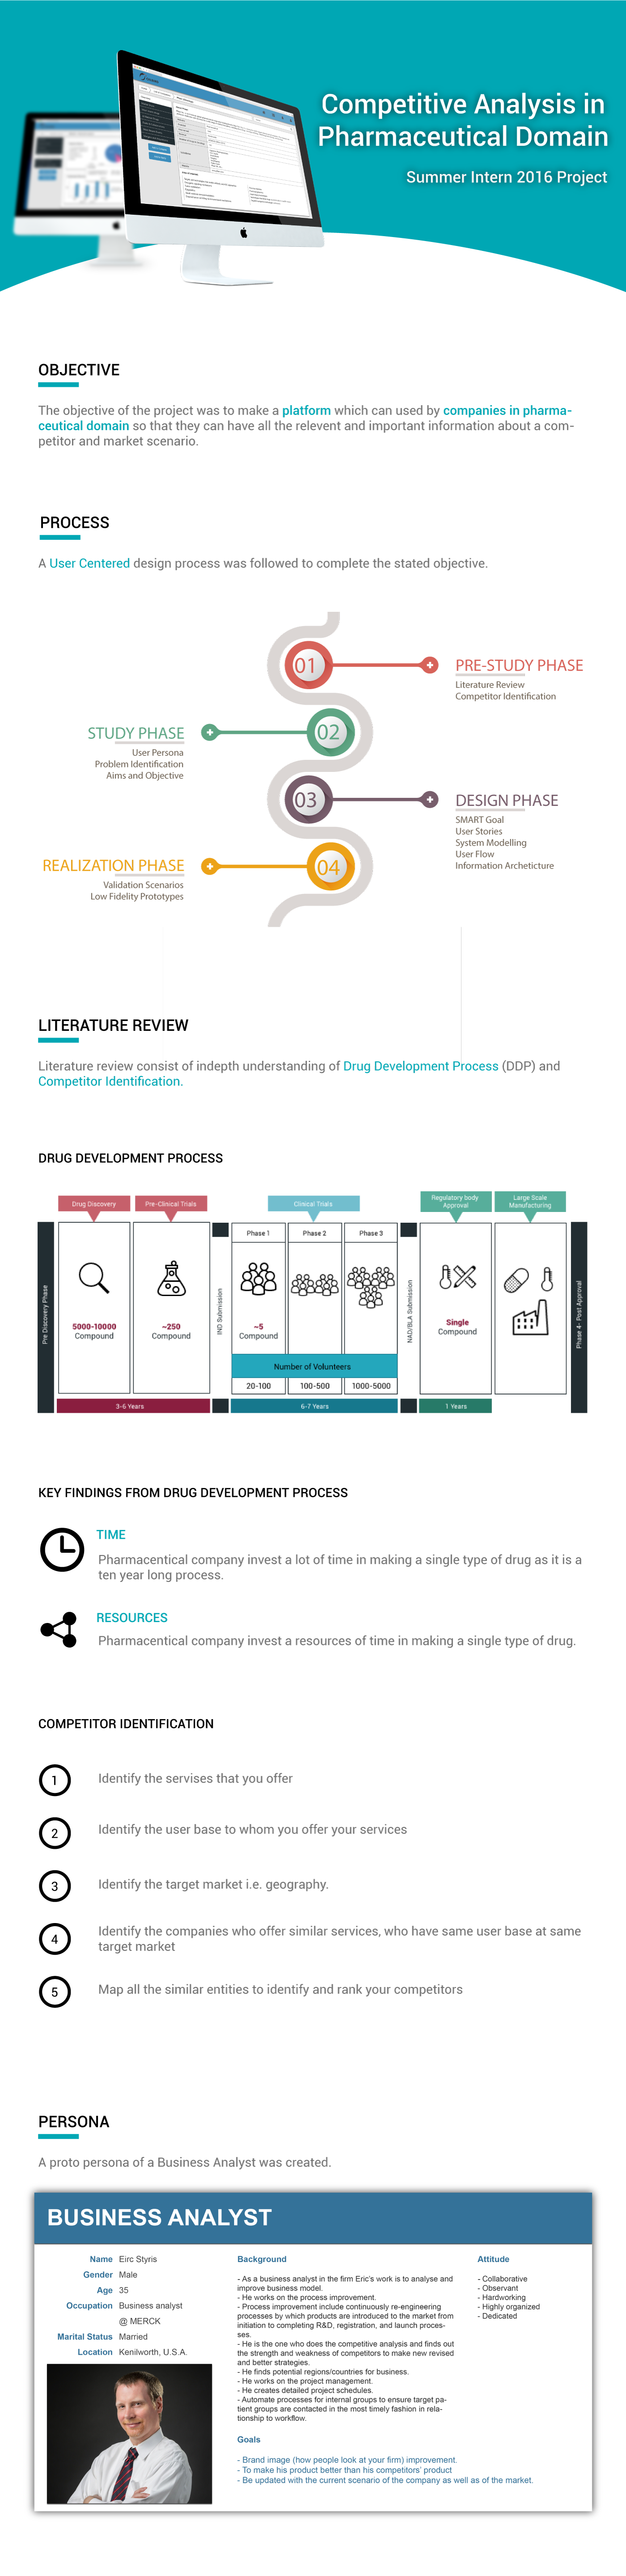 Competitive Analysis in
Pharmaceutical Domain
Summer Intern 2016 Project
OBJECTIVE
The objective of the project was to make a platform which can used by companies in pharma-
ceutical domain so that they can have all the relevent and important information about a com-
petitor and market scenario.
PROCESS
A User Centered design process was followed to complete the stated objective.
01
PRE-STUDY PHASE
Literature Review
Competitor Identification
STUDY PHASE
User Persona
Problem Identification
Aims and Objective
02
03
DESIGN PHASE
SMART Goal
User Stories
System Modelling
User Flow
Information Archeticture
REALIZATION PHASE
Validation Scenarios
Low Fidelity Prototypes
04
LITERATURE REVIEW
Literature review consist of indepth understanding of Drug Development Process (DDP) and
Competitor Identification.
DRUG DEVELOPMENT PROCESS
Pre Discovery Phase
Drug Discovery
5000-10000
Compound
Pre-Clinical Trials
~250
Compound
3-6 Years
IND Submission
Clinical Trials
Phase 1
Phase 2
Phase 3
~5
Compound
Number of Volunteers
20-100
100-500
1000-5000
6-7 Years
NAD/BLA Submission
Regulatory body
Approval
Single
Compound
1 Years
Large Scale
Manufacturing
Phase 4- Post Approval
KEY FINDINGS FROM DRUG DEVELOPMENT PROCESS
TIME
Pharmacentical company invest a lot of time in making a single type of drug as it is a
ten year long process.
RESOURCES
Pharmacentical company invest a resources of time in making a single type of drug.
COMPETITOR IDENTIFICATION
1
Identify the servises that you offer
2
Identify the user base to whom you offer your services
3
Identify the target market i.e. geography.
4
Identify the companies who offer similar services, who have same user base at same
target market
5
Map all the similar entities to identify and rank your competitors
PERSONA
A proto persona of a Business Analyst was created.
BUSINESS ANALYST
Name Eirc Styris
Gender Male
Age 35
Occupation Business analyst
@ MERCK
Marital Status Married
Location Kenilworth, U.S.A.
Background
- As a business analyst in the firm Eric's work is to analyse and
improve business model.
- He works on the process improvement.
- Process improvement include continuously re-engineering
processes by which products are introduced to the market from
initiation to completing R&D, registration, and launch proces-
ses.
- He is the one who does the competitive analysis and finds out
the strength and weakness of competitors to make new revised
and better strategies.
- He finds potential regions/countries for business.
- He works on the project management.
- He creates detailed project schedules.
- Automate processes for internal groups to ensure target pa-
tient groups are contacted in the most timely fashion in rela-
tionship to workflow.
Goals
- Brand image (how people look at your firm) improvement.
- To make his product better than his competitors' product
- Be updated with the current scenario of the company as well as of the market.
Attitude
- Collaborative
- Observant
- Hardworking
- Highly organized
- Dedicated